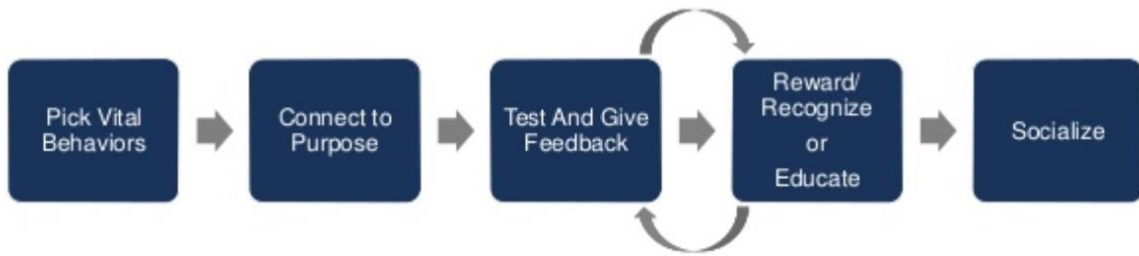 Pick Vital
Behaviors
Connect to
Purpose
Test And Give
Feedback
Reward/
Recognize
or
Educate
Socialize